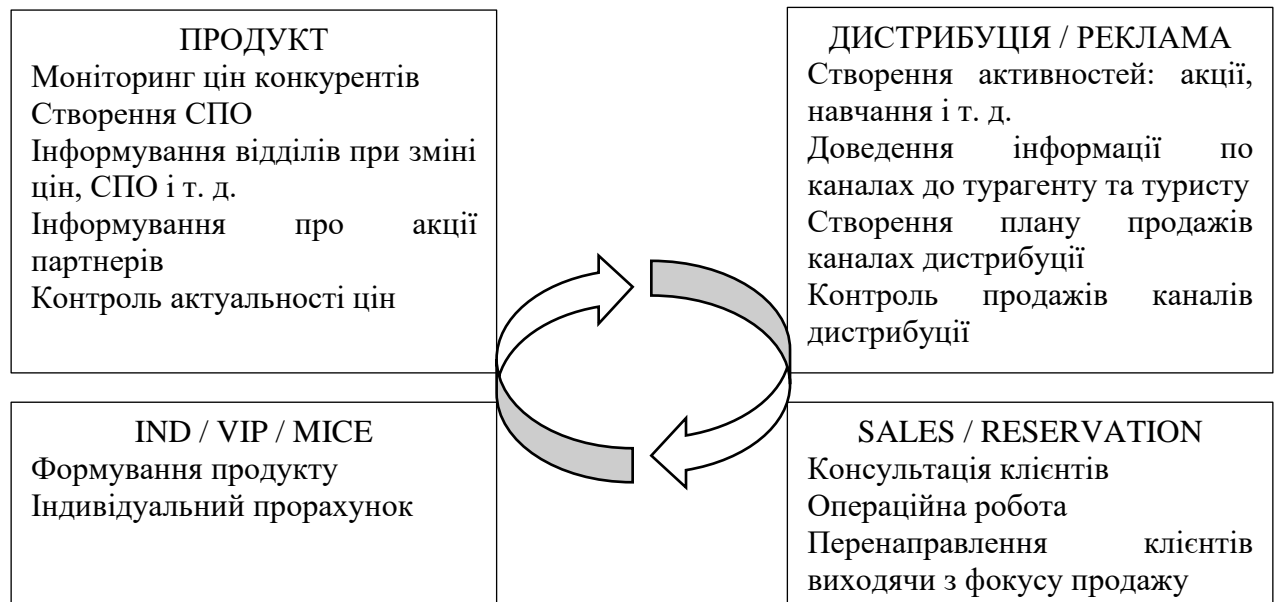 ПРОДУКТ
Моніторинг цін конкурентів
Створення СПО
Інформування відділів при зміні
цін, СПО і т. д.
Інформування про акції
партнерів
Контроль актуальності цін
ДИСТРИБУЦІЯ / РЕКЛАМА
Створення активностей: акції,
навчання і т. д.
Доведення інформації по
каналах до турагенту та туристу
Створення плану продажів
каналах дистрибуції
Контроль продажів каналів
дистрибуції
IND / VIP / MICE
Формування продукту
Індивідуальний прорахунок
SALES / RESERVATION
Консультація клієнтів
Операційна робота
Перенаправлення клієнтів
виходячи з фокусу продажу